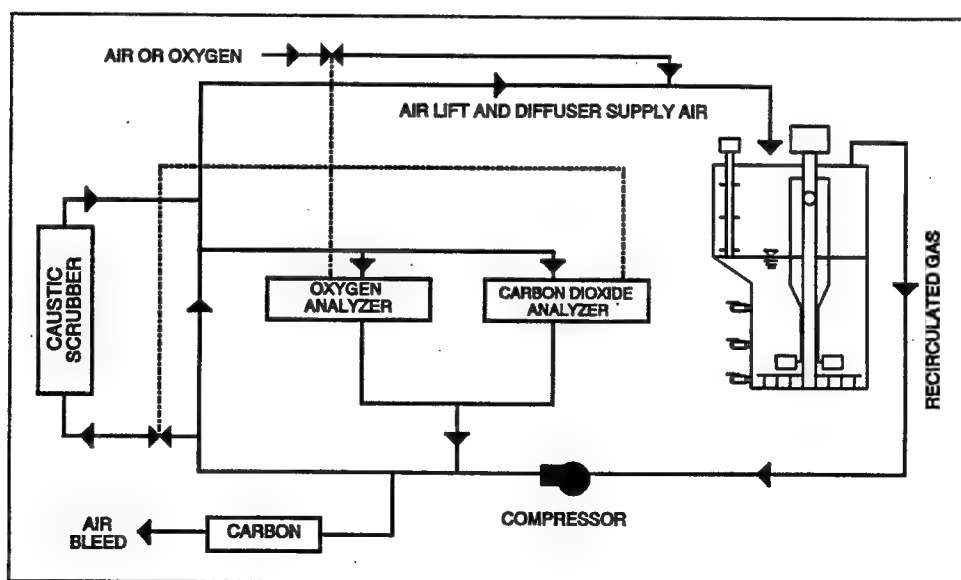 AIR OR OXYGEN
AIR LIFT AND DIFFUSER SUPPLY AIR
CAUSTIC
SCRUBBER
OXYGEN
ANALYZER
CARBON DIOXIDE
ANALYZER
RECIRCULATED GAS
COMPRESSOR
AIR
BLEED
CARBON